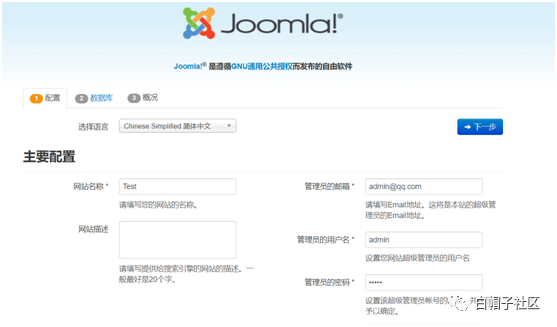 Joomla!®
Joomla!® 是遵循GNU通用公共授权而发布的自由软件
1 配置 2 数据库 3 概况
选择语言 Chinese Simplified 简体中文 下一步
主要配置
网站名称 * Test
请填写您的网站的名称。
网站描述
请填写提供给搜索引擎的网站的描述。一
般最好是20个字。
管理员的邮箱 * admin@qq.com
请填写Email地址。这将是本站的超级管
理员的Email地址。
管理员的用户名 * admin
设置您网站超级管理员的用户名
管理员的密码 * •••••
设置该超级管理员帐号的
予以确定。
白帽子社区